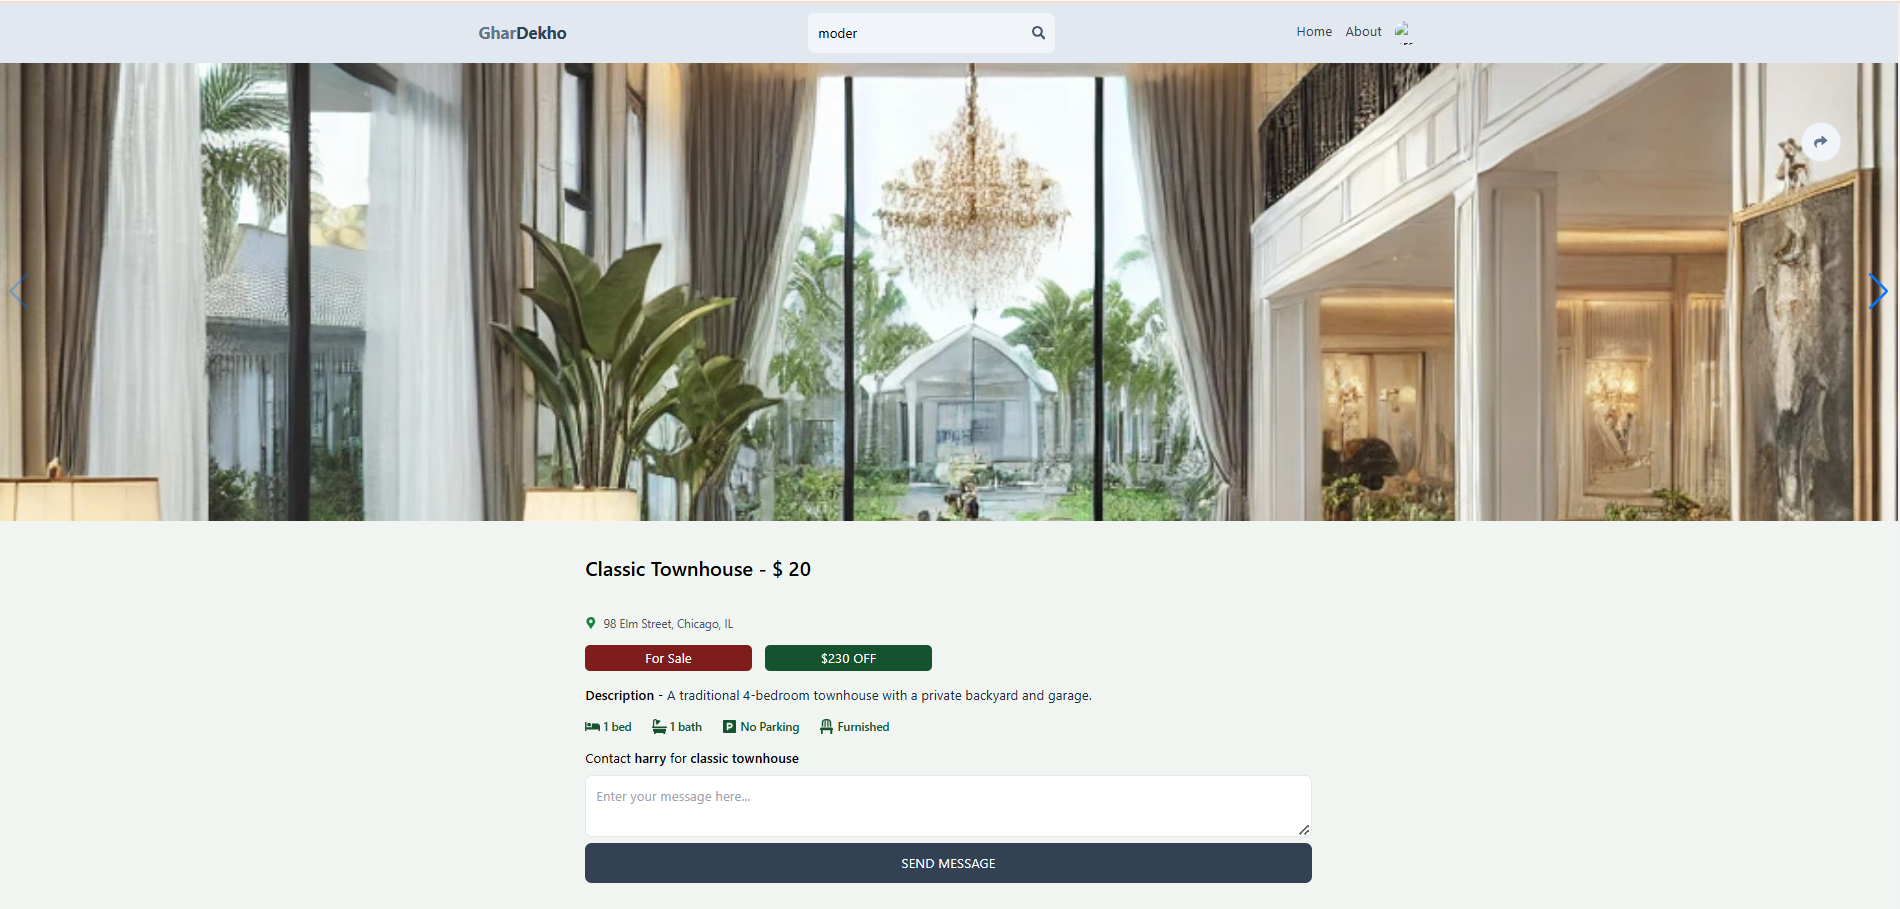 GharDekho
moder
Home About
Classic Townhouse - $ 20
98 Elm Street, Chicago, IL
For Sale
$230 OFF
Description - A traditional 4-bedroom townhouse with a private backyard and garage.
1 bed 1 bath No Parking Furnished
Contact harry for classic townhouse
Enter your message here...
SEND MESSAGE